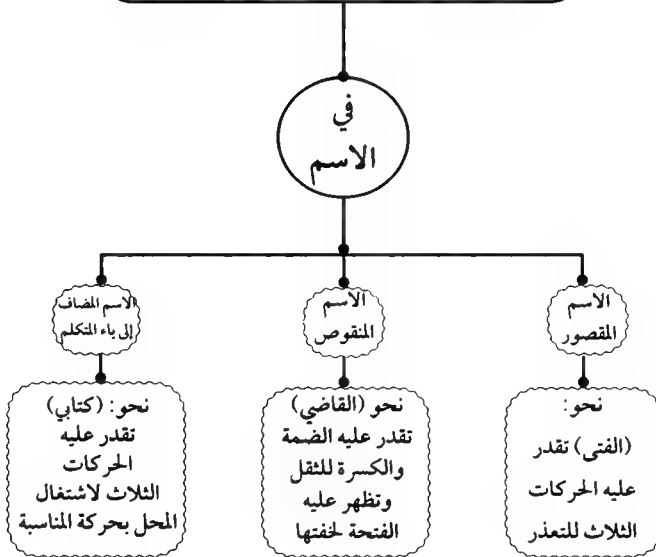 في
الاسم
الاسم
المقصور
نحو:
(الفتى) تقدر
عليه الحركات
الثلاث للتعذر
الاسم
المنقوص
نحو (القاضي)
تقدر عليه الضمة
والكسرة للثقل
وتظهر عليه
الفتحة لخفتها
الاسم المضاف
إلى ياء المتكلم
نحو: (كتابي)
تقدر عليه
الحركات
الثلاث لاشتغال
المحل بحركة المناسبة